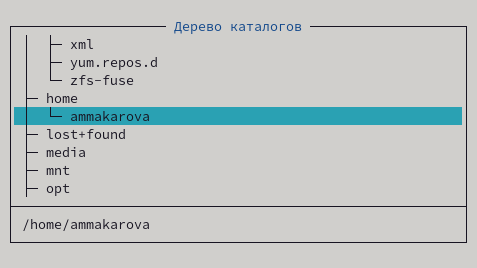 Дерево каталогов
xml
yum.repos.d
zfs-fuse
home
ammakarova
lost+found
media
mnt
opt
/home/ammakarova